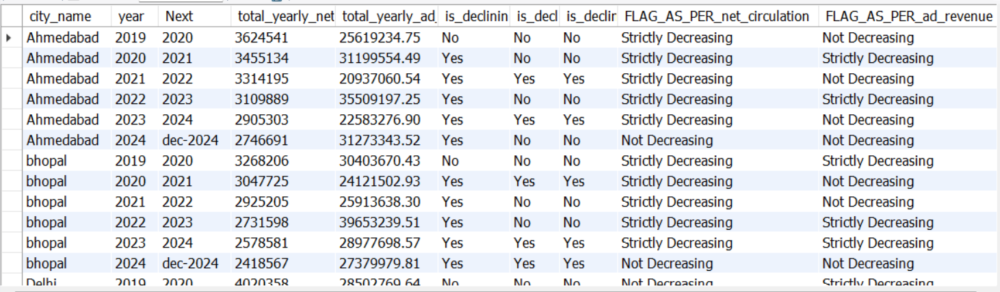 city_name year Next total_yearly_net total_yearly_ad_ is_declinin is_decl is_declin FLAG_AS_PER_net_circulation FLAG_AS_PER_ad_revenue
Ahmedabad 2019 2020 3624541 25619234.75 No No No Strictly Decreasing Not Decreasing
Ahmedabad 2020 2021 3455134 31199554.49 Yes No No Strictly Decreasing Strictly Decreasing
Ahmedabad 2021 2022 3314195 20937060.54 Yes Yes Yes Strictly Decreasing Not Decreasing
Ahmedabad 2022 2023 3109889 35509197.25 Yes No No Strictly Decreasing Strictly Decreasing
Ahmedabad 2023 2024 2905303 22583276.90 Yes Yes Yes Strictly Decreasing Not Decreasing
Ahmedabad 2024 dec-2024 2746691 31273343.52 Yes No No Not Decreasing Not Decreasing
bhopal 2019 2020 3268206 30403670.43 No No No Strictly Decreasing Strictly Decreasing
bhopal 2020 2021 3047725 24121502.93 Yes Yes Yes Strictly Decreasing Not Decreasing
bhopal 2021 2022 2925205 25913638.30 Yes No No Strictly Decreasing Not Decreasing
bhopal 2022 2023 2731598 39653239.51 Yes No No Strictly Decreasing Strictly Decreasing
bhopal 2023 2024 2578581 28977698.57 Yes Yes Yes Strictly Decreasing Strictly Decreasing
bhopal 2024 dec-2024 2418567 27379979.81 Yes Yes Yes Not Decreasing Not Decreasing
Delhi 2019 2020 4020358 28502769.64 No No No Not Decreasing Strictly Decreasing